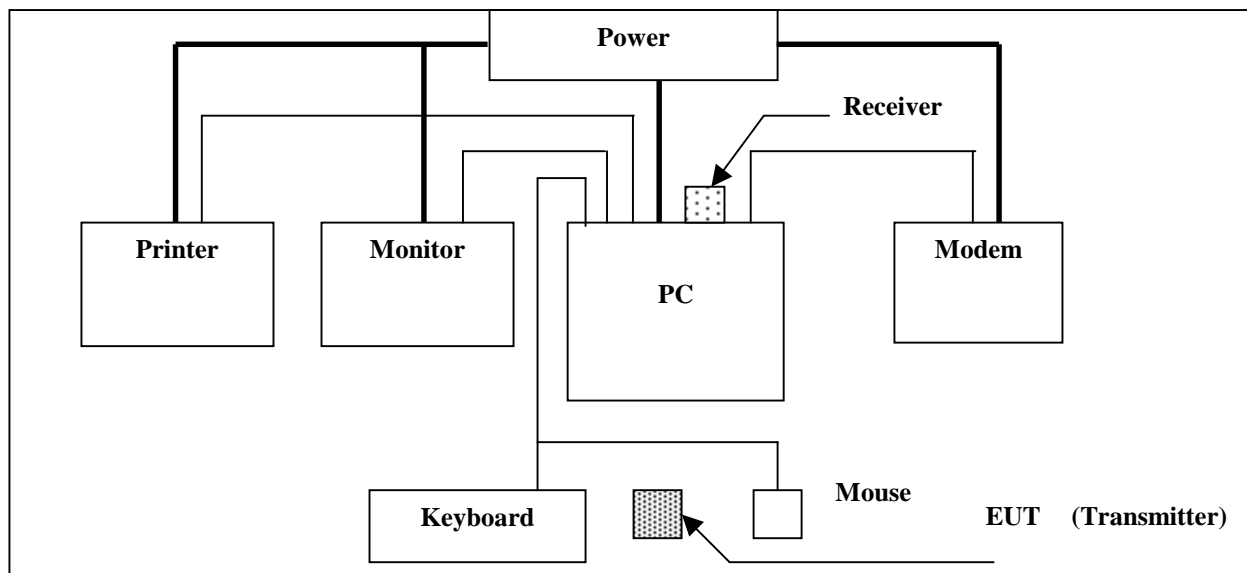 Power
Receiver
Printer
Monitor
PC
Modem
Keyboard
Mouse
EUT (Transmitter)